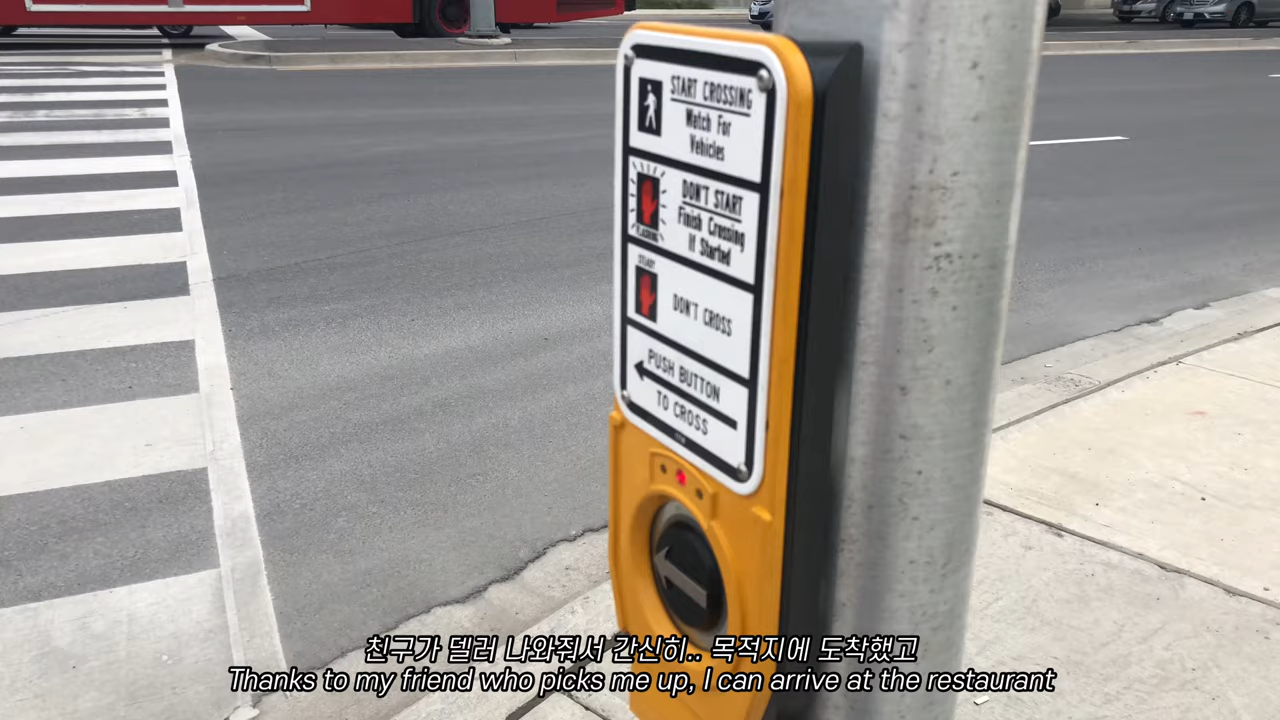 START CROSSING
Watch For
Vehicles
DON'T START
Finish Crossing
If Started
FLASHING
STEADY
DON'T CROSS
PUSH BUTTON
TO CROSS
친구가 델러 나와줘서 간신히.. 목적지에 도착했고
Thanks to my friend who picks me up, I can arrive at the restaurant